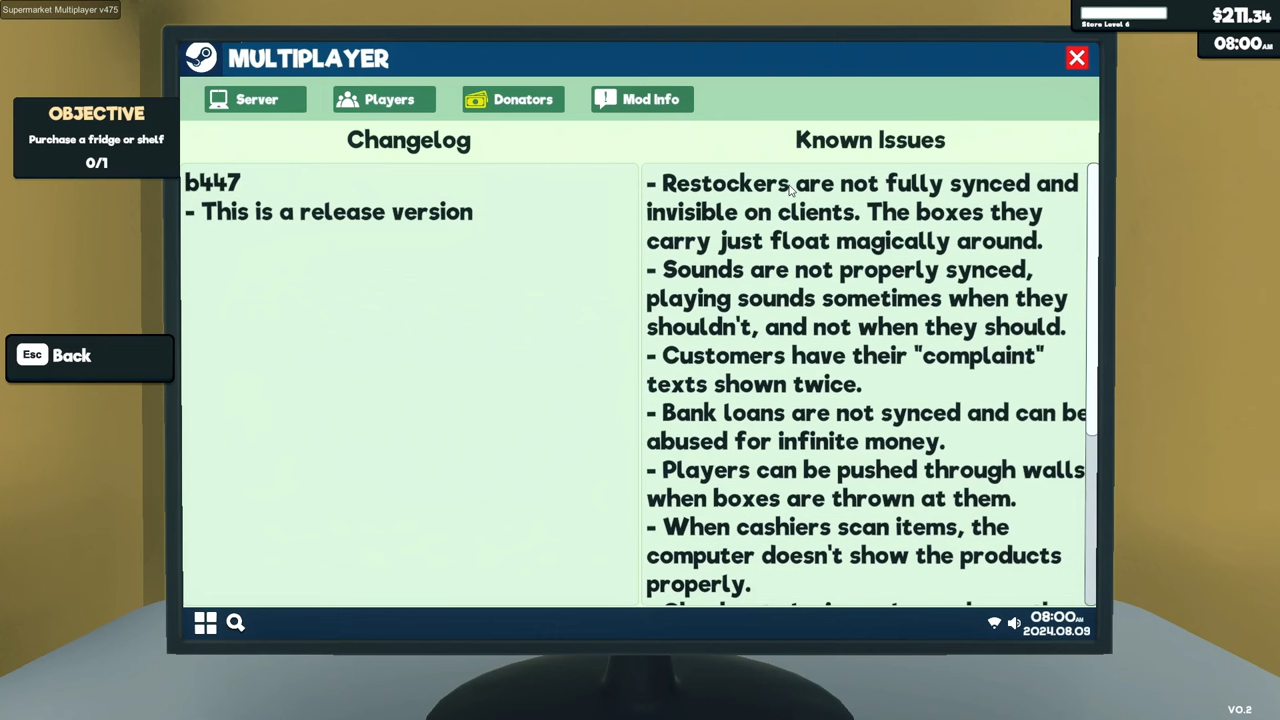 Supermarket Multiplayer v475
$211.34
Store Level 6
08:00AM
MULTIPLAYER
Server
Players
Donators
Mod Info
OBJECTIVE
Purchase a fridge or shelf
0/1
Esc Back
Changelog
b447
- This is a release version
Known Issues
- Restockers are not fully synced and
invisible on clients. The boxes they
carry just float magically around.
- Sounds are not properly synced,
playing sounds sometimes when they
shouldn't, and not when they should.
- Customers have their "complaint"
texts shown twice.
- Bank loans are not synced and can be
abused for infinite money.
- Players can be pushed through walls
when boxes are thrown at them.
- When cashiers scan items, the
computer doesn't show the products
properly.
08:00AM
2024.08.09
V0.2